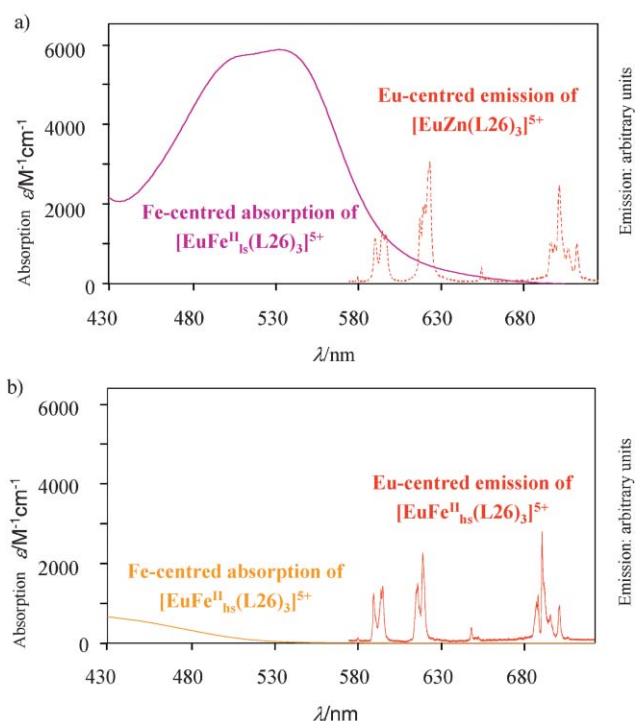 a)
6000
4000
2000
0
Absorption ε/M⁻¹cm⁻¹
Eu-centred emission of
[EuZn(L26)₃]⁵⁺
Fe-centred absorption of
[EuFeᴵᴵₗₛ(L26)₃]⁵⁺
Emission: arbitrary units
430 480 530 580 630 680
λ/nm
b)
6000
4000
2000
0
Absorption ε/M⁻¹cm⁻¹
Eu-centred emission of
[EuFeᴵᴵₕₛ(L26)₃]⁵⁺
Fe-centred absorption of
[EuFeᴵᴵₕₛ(L26)₃]⁵⁺
Emission: arbitrary units
430 480 530 580 630 680
λ/nm